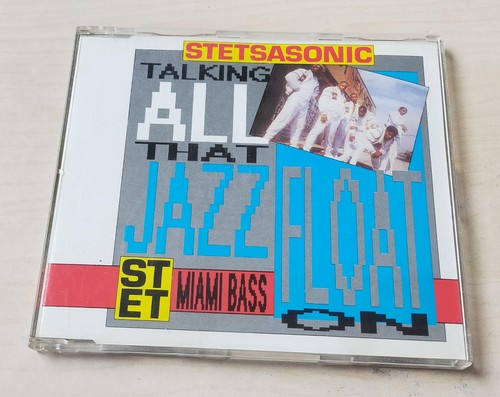 STETSASONIC
TALKING
ALL
THAT
JAZZ
FLOAT
ON
ST
ET
MIAMI BASS